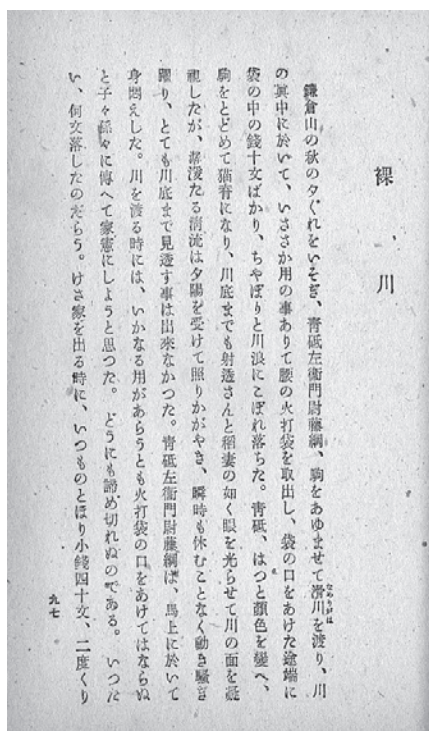 裸川
鎌倉山の秋の夕ぐれをいそぎ、青砥左衞門尉藤綱、駒をあゆませて滑川を渡り、川
なめりがは
の眞中に於いて、いささか用の事ありて腰の火打袋を取出し、袋の口をあけた途端に
袋の中の錢十文ばかり、ちやぼりと川浪にこぼれ落ちた。青砥、はつと顏色を變へ、
駒をとどめて猫脊になり、川底までも射透さんと稻妻の如く眼を光らせて川の面を凝
視したが、潺湲たる淸流は夕陽を受けて照りかがやき、瞬時も休むことなく動き騷ぎ
躍り、とても川底まで見透す事は出來なかつた。青砥左衞門尉藤綱は、馬上に於いて
身悶えした。川を渡る時には、いかなる用があらうとも火打袋の口をあけてはならぬ
と子々孫々に傳へて家憲にしようと思つた。どうにも諦め切れぬのである。いつた
い、何文落したのだらう。けさ家を出る時に、いつものとほり小錢四十文、二度くり
九七